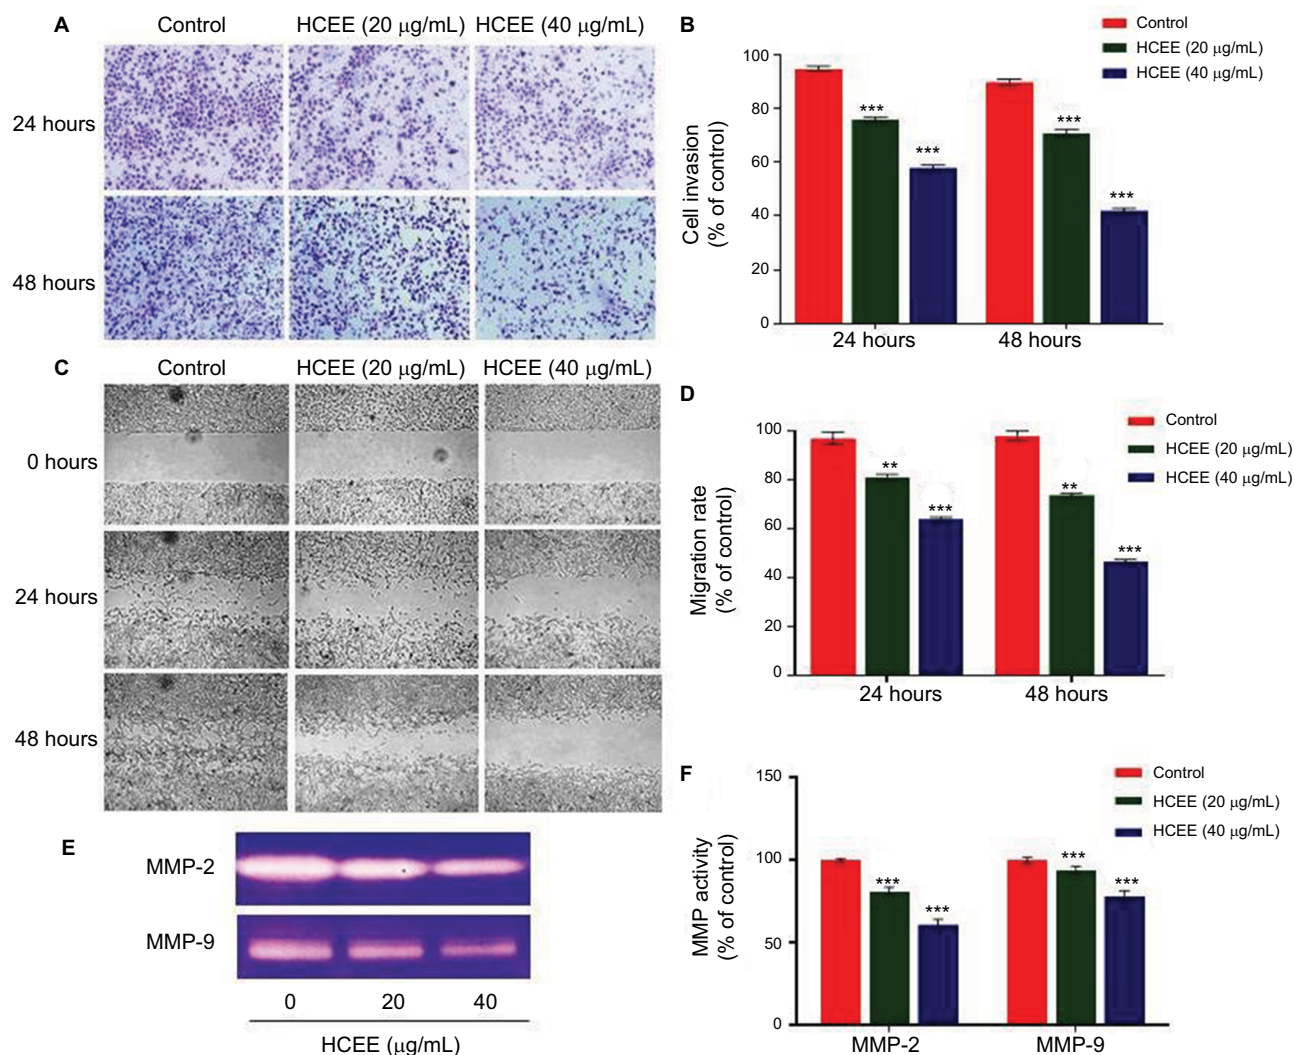 A
Control
HCEE (20 μg/mL)
HCEE (40 μg/mL)
24 hours
48 hours
B
Control
HCEE (20 μg/mL)
HCEE (40 μg/mL)
Cell invasion
(% of control)
100
80
60
40
20
0
***
***
***
***
24 hours
48 hours
C
Control
HCEE (20 μg/mL)
HCEE (40 μg/mL)
0 hours
24 hours
48 hours
D
Control
HCEE (20 μg/mL)
HCEE (40 μg/mL)
Migration rate
(% of control)
100
80
60
40
20
0
**
***
**
***
24 hours
48 hours
E
MMP-2
MMP-9
0
20
40
HCEE (μg/mL)
F
Control
HCEE (20 μg/mL)
HCEE (40 μg/mL)
MMP activity
(% of control)
150
100
50
0
***
***
***
***
MMP-2
MMP-9